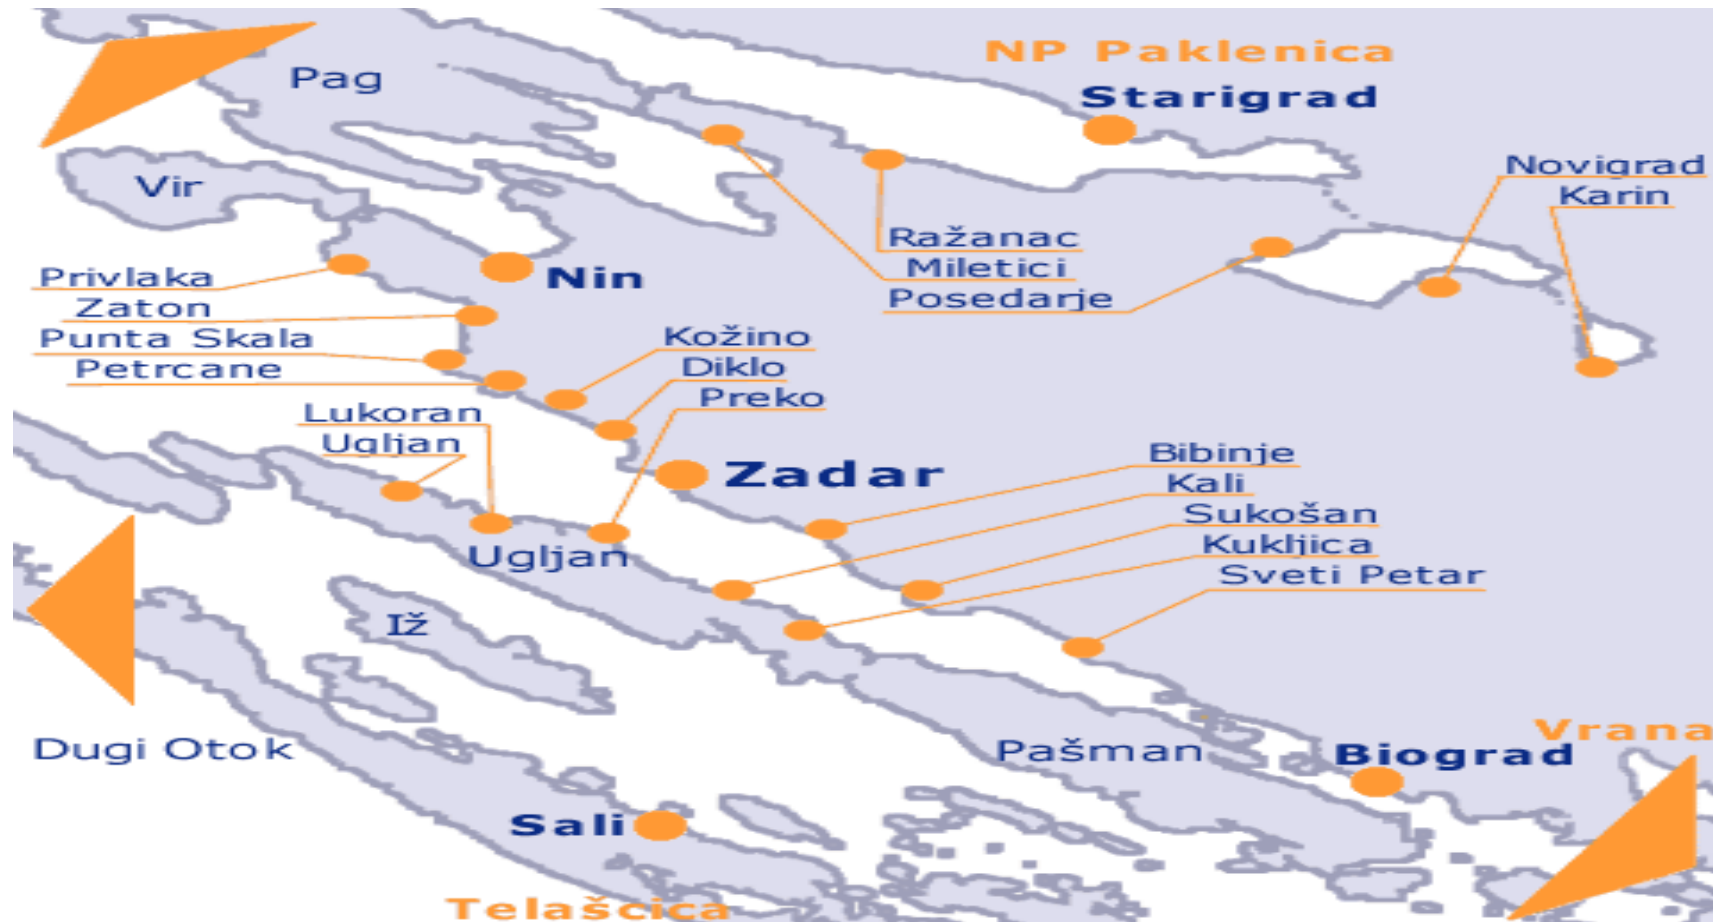 NP Paklenica
Pag
Starigrad
Novigrad
Vir
Karin
Ražanac
Miletici
Posedarje
Nin
Privlaka
Zaton
Punta Skala
Petrcane
Kožino
Diklo
Preko
Lukoran
Ugljan
Zadar
Bibinje
Kali
Sukošan
Kukljica
Sveti Petar
Ugljan
Iž
Dugi Otok
Pašman
Vrana
Biograd
Sali
Telašcica